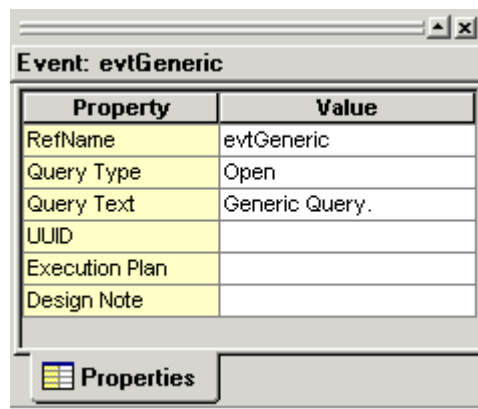 Event: evtGeneric
Property Value
RefName evtGeneric
Query Type Open
Query Text Generic Query.
UUID
Execution Plan
Design Note
Properties